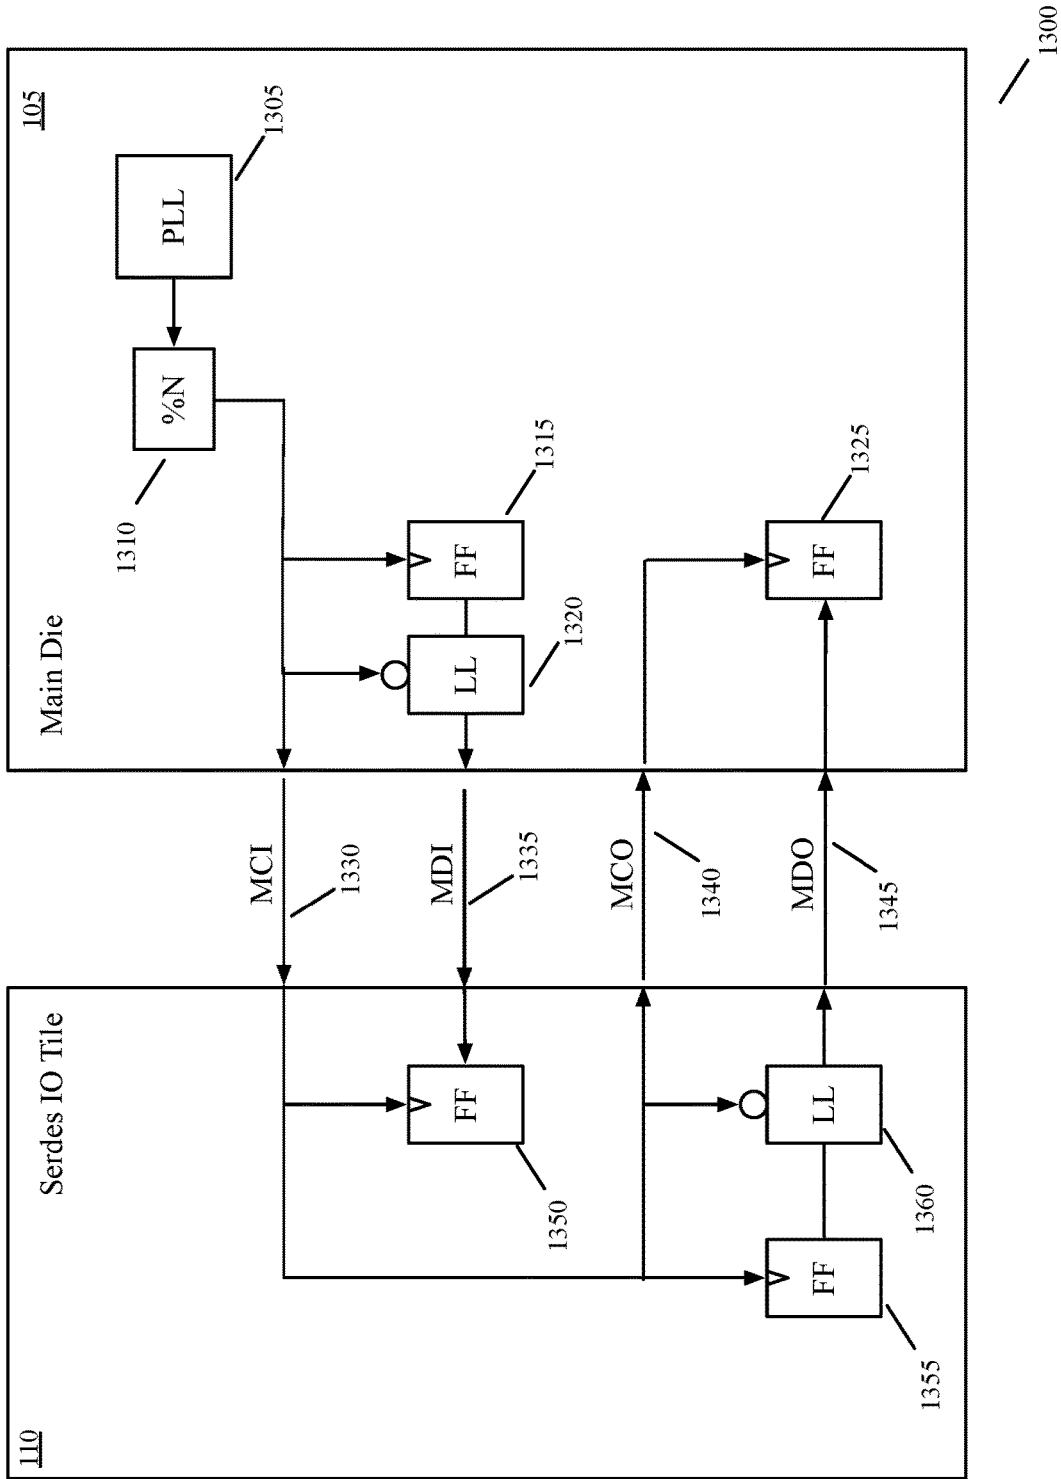 110
Serdes IO Tile
Main Die
105
PLL
1305
%N
1310
MCI
1330
FF
1350
MDI
1335
LL
1320
FF
1315
MCO
1340
FF
1355
LL
1360
MDO
1345
FF
1325
1300